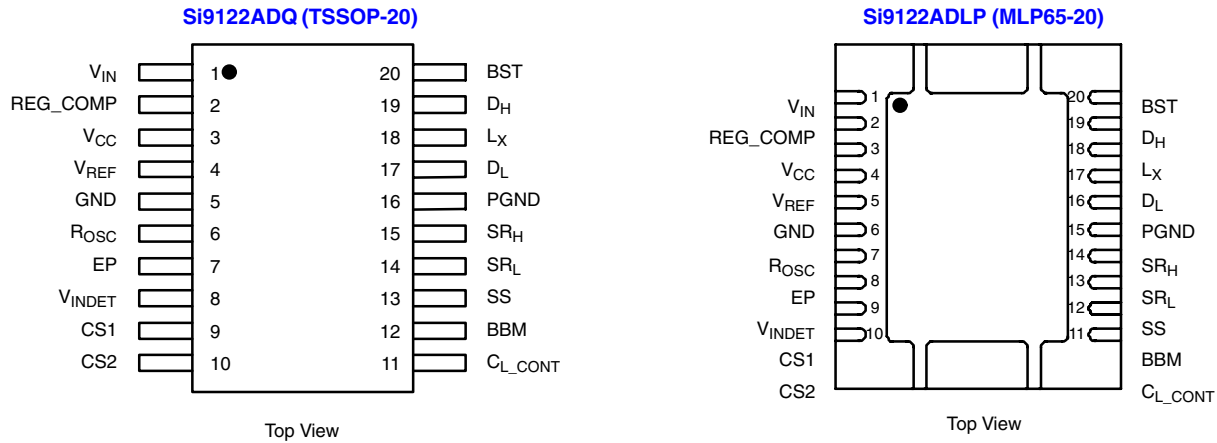 Si9122ADQ (TSSOP-20)
VIN 1 20 BST
REG_COMP 2 19 DH
VCC 3 18 LX
VREF 4 17 DL
GND 5 16 PGND
ROSC 6 15 SRH
EP 7 14 SRL
VINDET 8 13 SS
CS1 9 12 BBM
CS2 10 11 CL_CONT
Top View
Si9122ADLP (MLP65-20)
VIN 1 20 BST
REG_COMP 2 19 DH
VCC 3 18 LX
VREF 4 17 DL
GND 5 16 PGND
ROSC 6 15 SRH
EP 7 14 SRL
VINDET 8 13 SS
CS1 9 12 BBM
CS2 10 11 CL_CONT
Top View